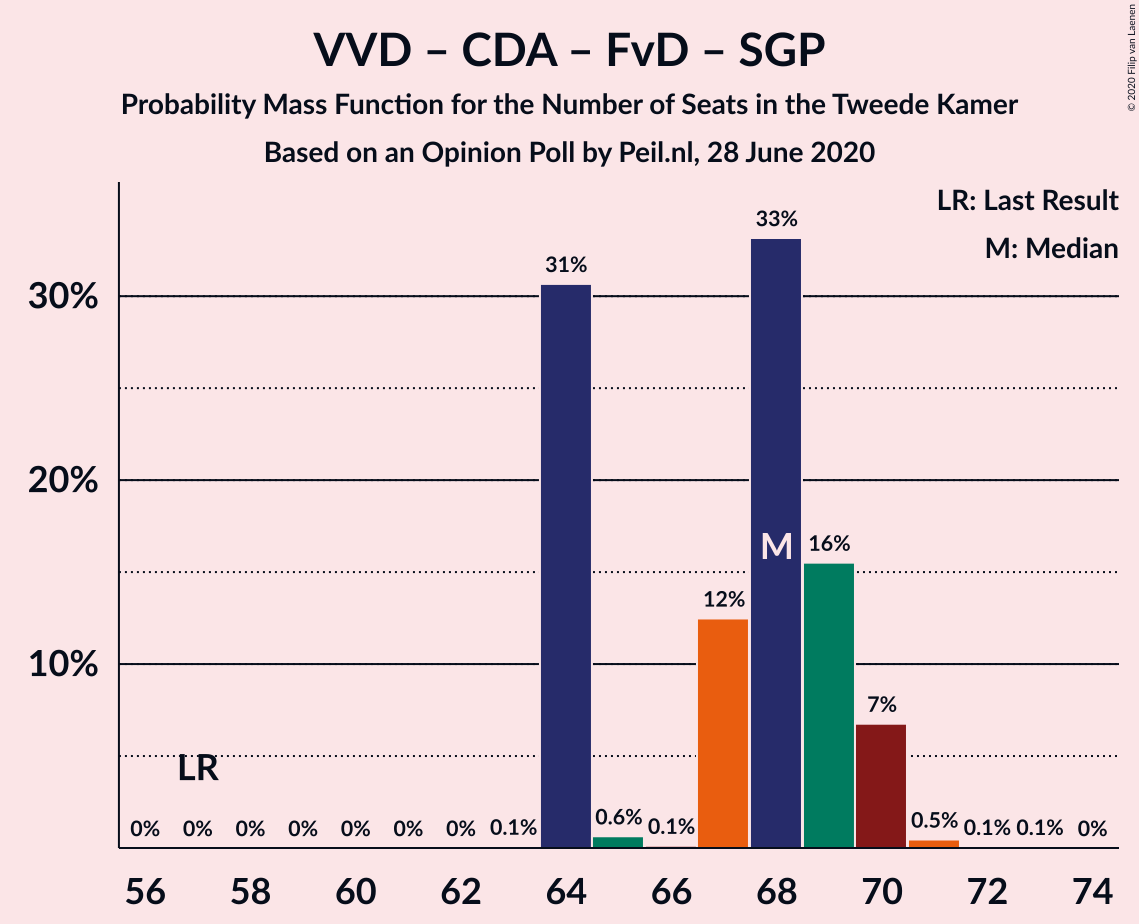 VVD – CDA – FvD – SGP
Probability Mass Function for the Number of Seats in the Tweede Kamer
Based on an Opinion Poll by Peil.nl, 28 June 2020
© 2020 Filip van Laenen
LR: Last Result
M: Median
33%
31%
30%
20%
M
16%
12%
10%
7%
LR
0% 0% 0% 0% 0% 0% 0% 0.1% 0.6% 0.1% 0.5% 0.1% 0.1% 0%
56 58 60 62 64 66 68 70 72 74